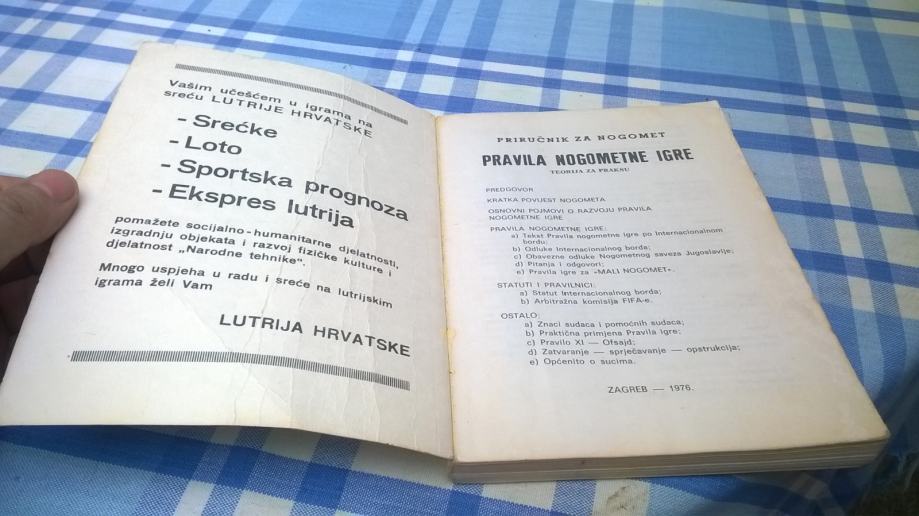 Vašim učešćem u igrama na
sreću LUTRIJE HRVATSKE
- Srećke
- Loto
- Sportska prognoza
- Ekspres lutrija
pomažete socijalno-humanitarne djelatnosti,
izgradnju objekata i razvoj fizičke kulture i
djelatnost „Narodne tehnike“.
Mnogo uspjeha u radu i sreće na lutrijskim
igrama želi Vam
LUTRIJA HRVATSKE
PRIRUČNIK ZA NOGOMET
PRAVILA NOGOMETNE IGRE
TEORIJA ZA PRAKSU
PREDGOVOR
KRATKA POVIJEST NOGOMETA
OSNOVNI POJMOVI O RAZVOJU PRAVILA
NOGOMETNE IGRE
PRAVILA NOGOMETNE IGRE:
a) Tekst Pravila nogometne igre po Internacionalnom
bordu;
b) Odluke Internacionalnog borda;
c) Obavezne odluke Nogometnog saveza Jugoslavije;
d) Pitanja i odgovori;
e) Pravila igre za »MALI NOGOMET«.
STATUTI I PRAVILNICI:
a) Statut Internacionalnog borda;
b) Arbitražna komisija FIFA-e.
OSTALO:
a) Znaci sudaca i pomoćnih sudaca;
b) Praktična primjena Pravila igre;
c) Pravilo XI — Ofsajd;
d) Zatvaranje — sprječavanje — opstrukcija;
e) Općenito o sucima.
ZAGREB — 1976.